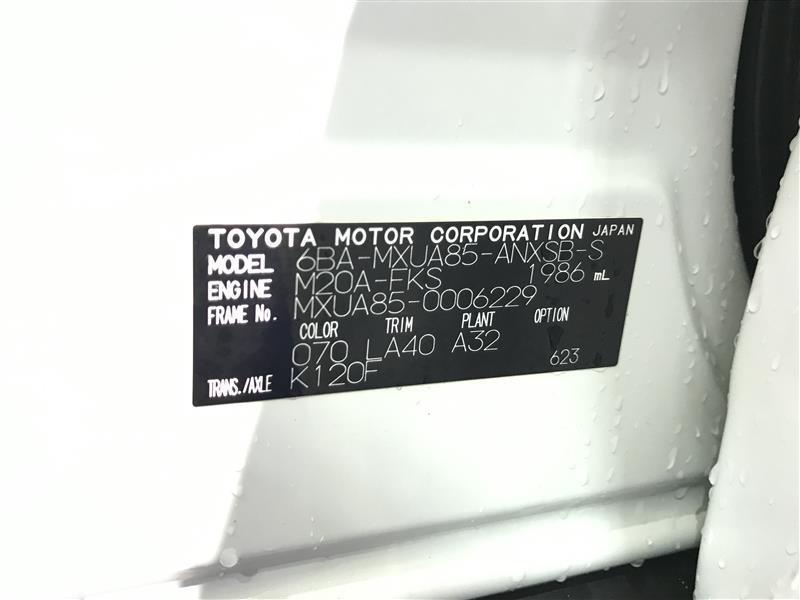 TOYOTA MOTOR CORPORATION JAPAN
MODEL 6BA-MXUA85-ANXSB-S
ENGINE M20A-FKS 1986 mL
FRAME No. MXUA85-0006229
COLOR TRIM PLANT OPTION
070 LA40 A32
623
TRANS./AXLE K120F